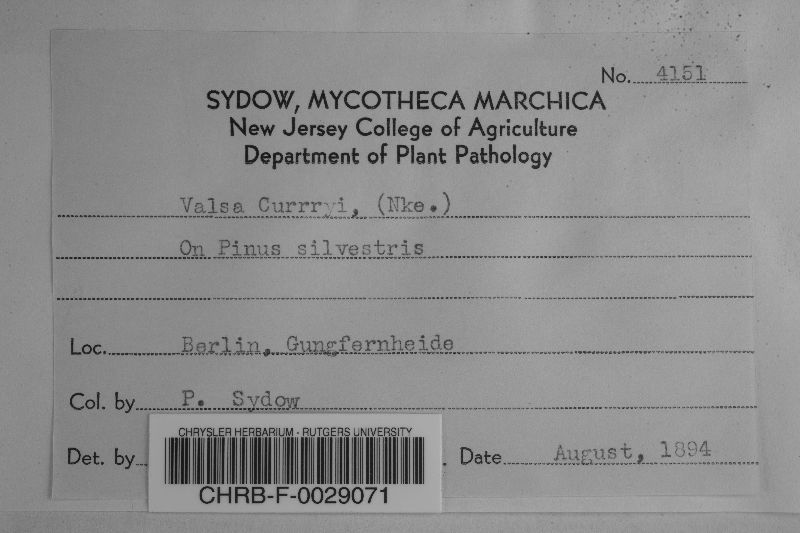 No. 4151
SYDOW, MYCOTHECA MARCHICA
New Jersey College of Agriculture
Department of Plant Pathology
Valsa Currryi, (Nke.)
On Pinus silvestris
Loc. Berlin, Gungfernheide
Col. by P. Sydow
Det. by Date August, 1894
CHRYSLER HERBARIUM - RUTGERS UNIVERSITY
CHRB-F-0029071